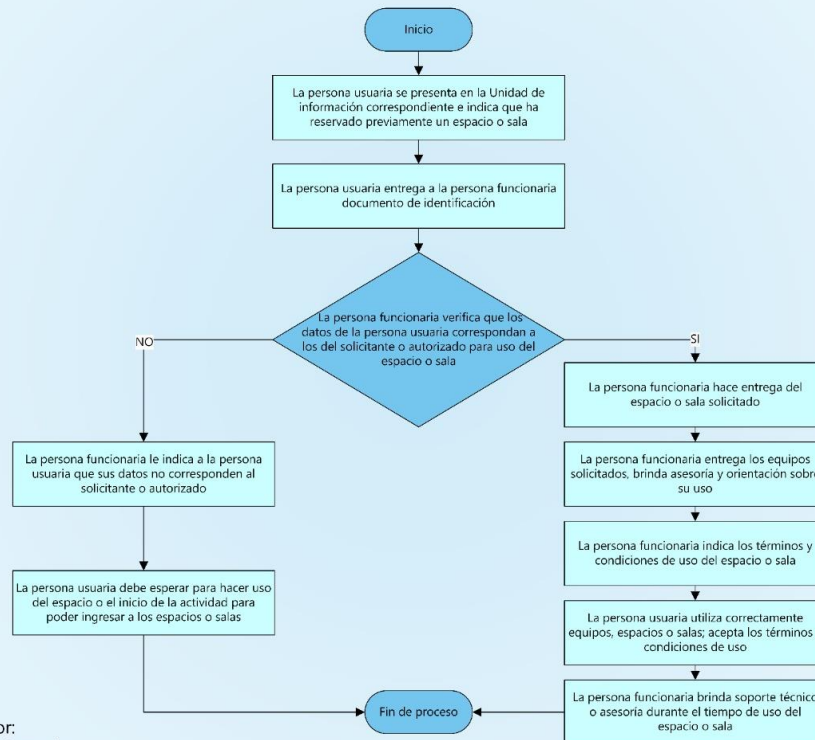 Inicio
La persona usuaria se presenta en la Unidad de
información correspondiente e indica que ha
reservado previamente un espacio o sala
La persona usuaria entrega a la persona funcionaria
documento de identificación
La persona funcionaria verifica que los
datos de la persona usuaria correspondan a
los del solicitante o autorizado para uso del
espacio o sala
NO
SI
La persona funcionaria le indica a la persona
usuaria que sus datos no corresponden al
solicitante o autorizado
La persona usuaria debe esperar para hacer uso
del espacio o el inicio de la actividad para
poder ingresar a los espacios o salas
La persona funcionaria hace entrega del
espacio o sala solicitado
La persona funcionaria entrega los equipos
solicitados, brinda asesoría y orientación sobre
su uso
La persona funcionaria indica los términos y
condiciones de uso del espacio o sala
La persona usuaria utiliza correctamente
equipos, espacios o salas; acepta los términos
condiciones de uso
La persona funcionaria brinda soporte técnico
o asesoría durante el tiempo de uso del
espacio o sala
Fin de proceso
or: